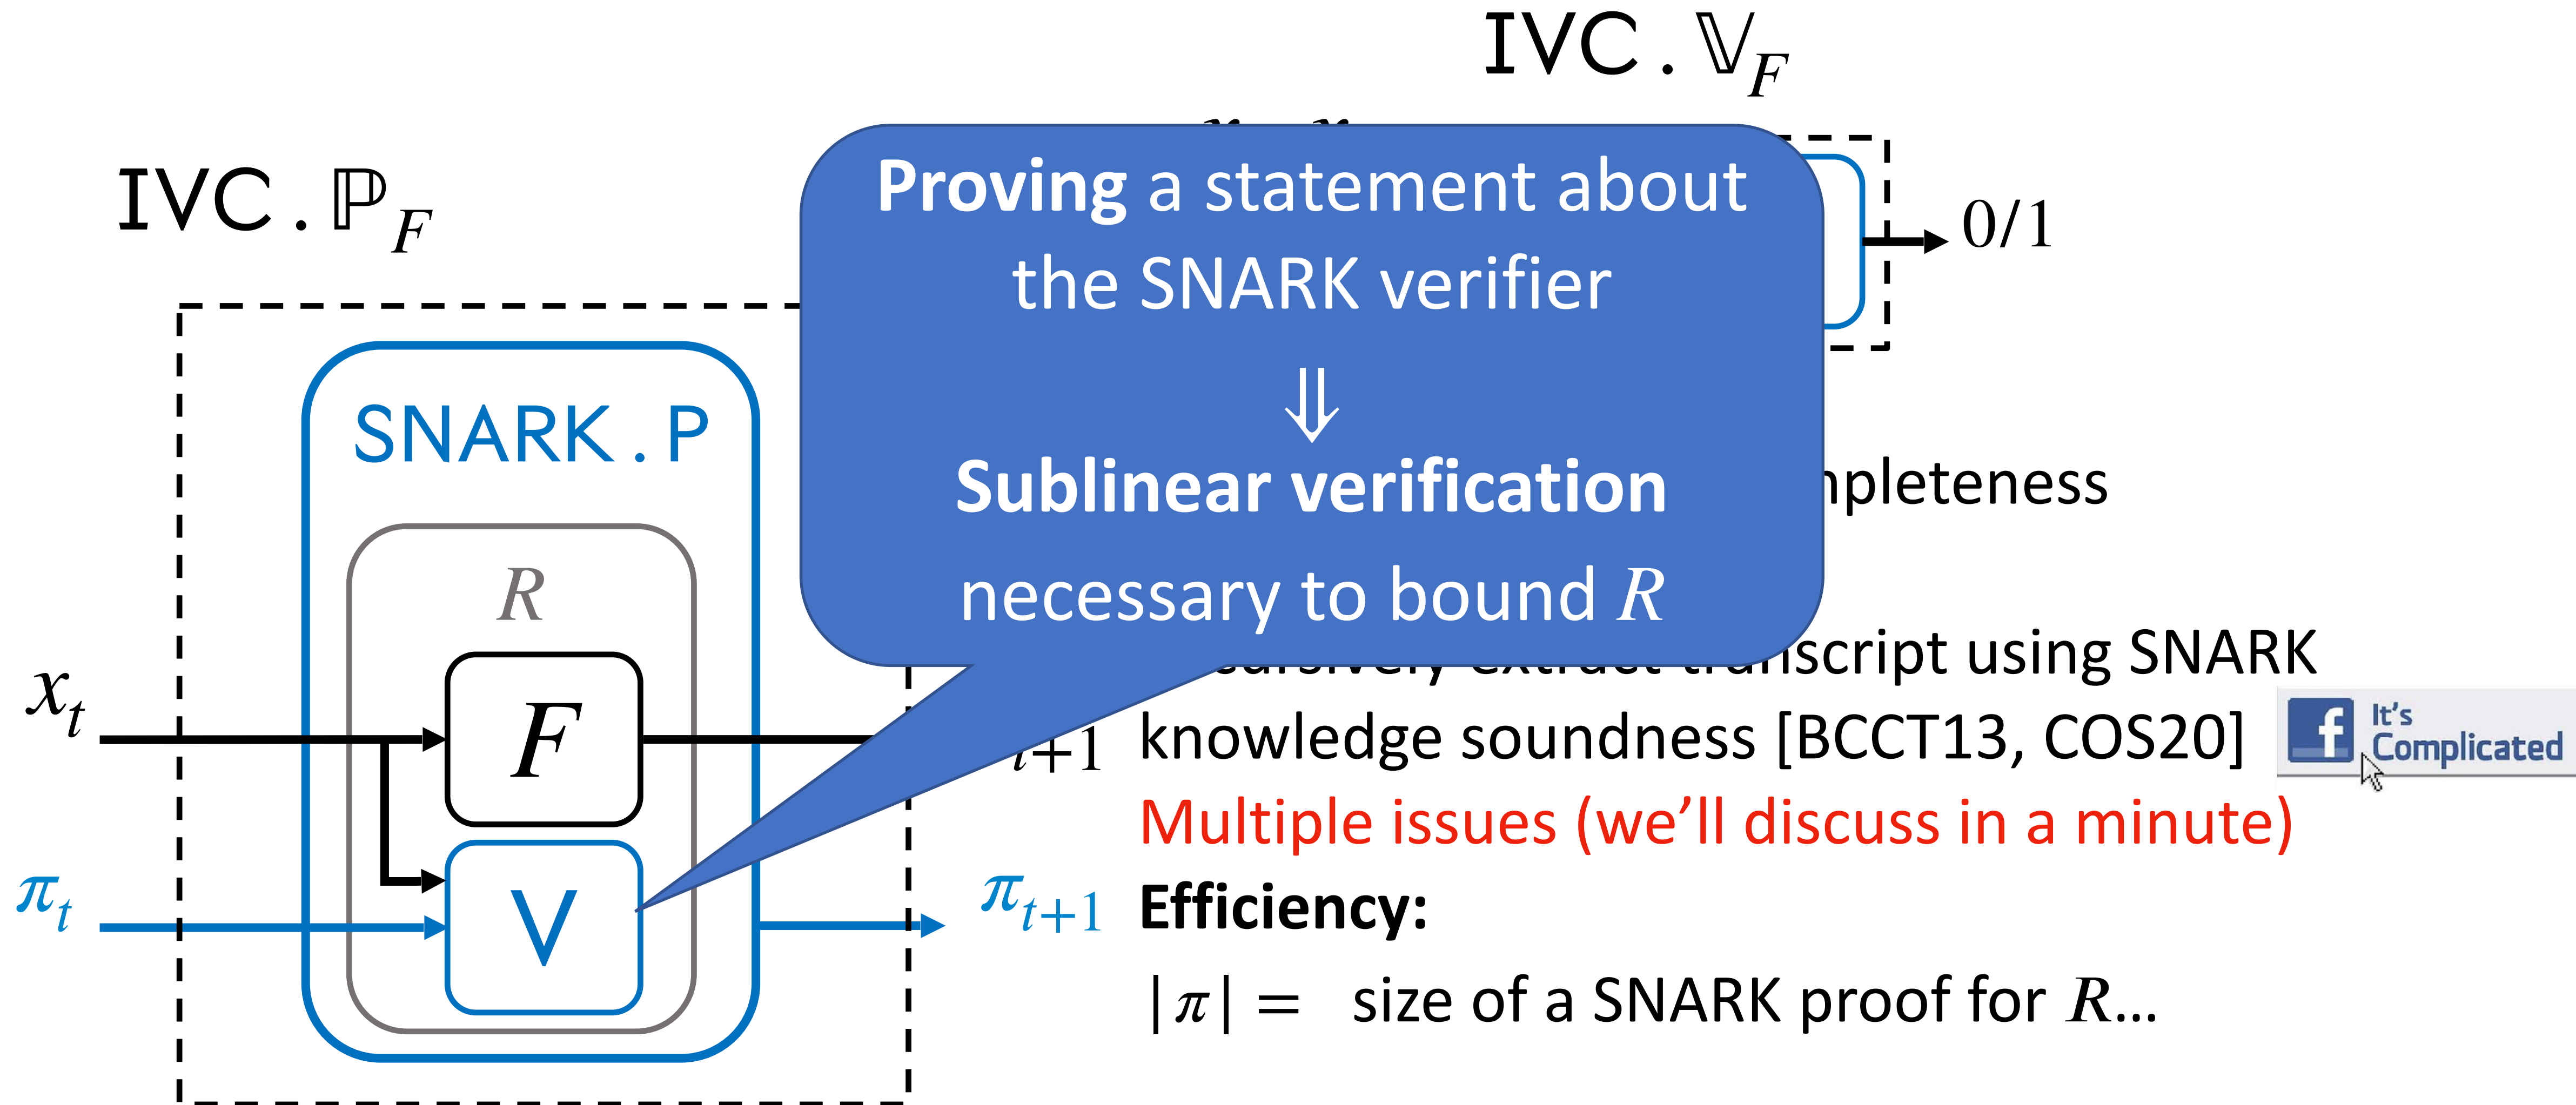 IVC . 𝕍_F
IVC . ℙ_F
Proving a statement about
the SNARK verifier
⇓
Sublinear verification
necessary to bound R
0/1
SNARK . P
R
F
V
x_t
π_t
t+1
π_{t+1}
transcript using SNARK
knowledge soundness [BCCT13, COS20]
f It's
Complicated
Multiple issues (we'll discuss in a minute)
Efficiency:
|π| = size of a SNARK proof for R…